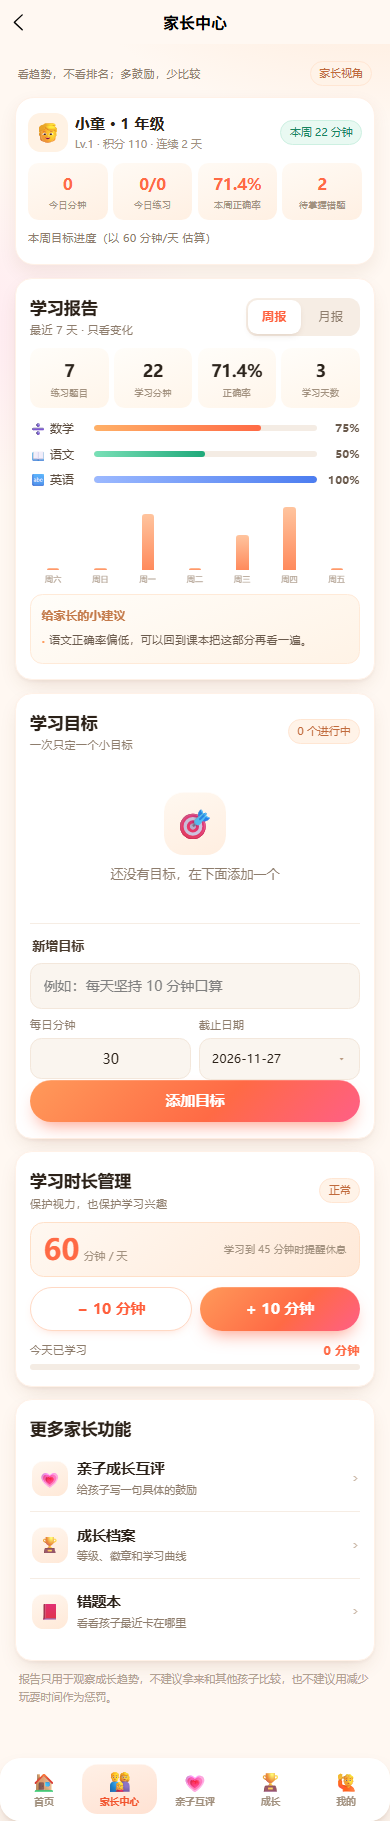 家长中心
看趋势，不看排名；多鼓励，少比较
家长视角
小童 · 1 年级
Lv.1 · 积分 110 · 连续 2 天
本周 22 分钟
0
0/0
71.4%
2
今日分钟
今日练习
本周正确率
待掌握错题
本周目标进度（以 60 分钟/天 估算）
学习报告
最近 7 天 · 只看变化
周报
月报
7
22
71.4%
3
练习题目
学习分钟
正确率
学习天数
数学
75%
语文
50%
abc
英语
100%
周六
周日
周一
周二
周三
周四
周五
给家长的小建议
· 语文正确率偏低，可以回到课本把这部分再看一遍。
学习目标
一次只定一个小目标
0 个进行中
还没有目标，在下面添加一个
新增目标
例如：每天坚持 10 分钟口算
每日分钟
截止日期
30
2026-11-27
添加目标
学习时长管理
保护视力，也保护学习兴趣
正常
60 分钟 / 天
学习到 45 分钟时提醒休息
− 10 分钟
+ 10 分钟
今天已学习
0 分钟
更多家长功能
亲子成长互评
给孩子写一句具体的鼓励
成长档案
等级、徽章和学习曲线
错题本
看看孩子最近卡在哪里
报告只用于观察成长趋势，不建议拿来和其他孩子比较，也不建议用减少
玩耍时间作为惩罚。
首页
家长中心
亲子互评
成长
我的